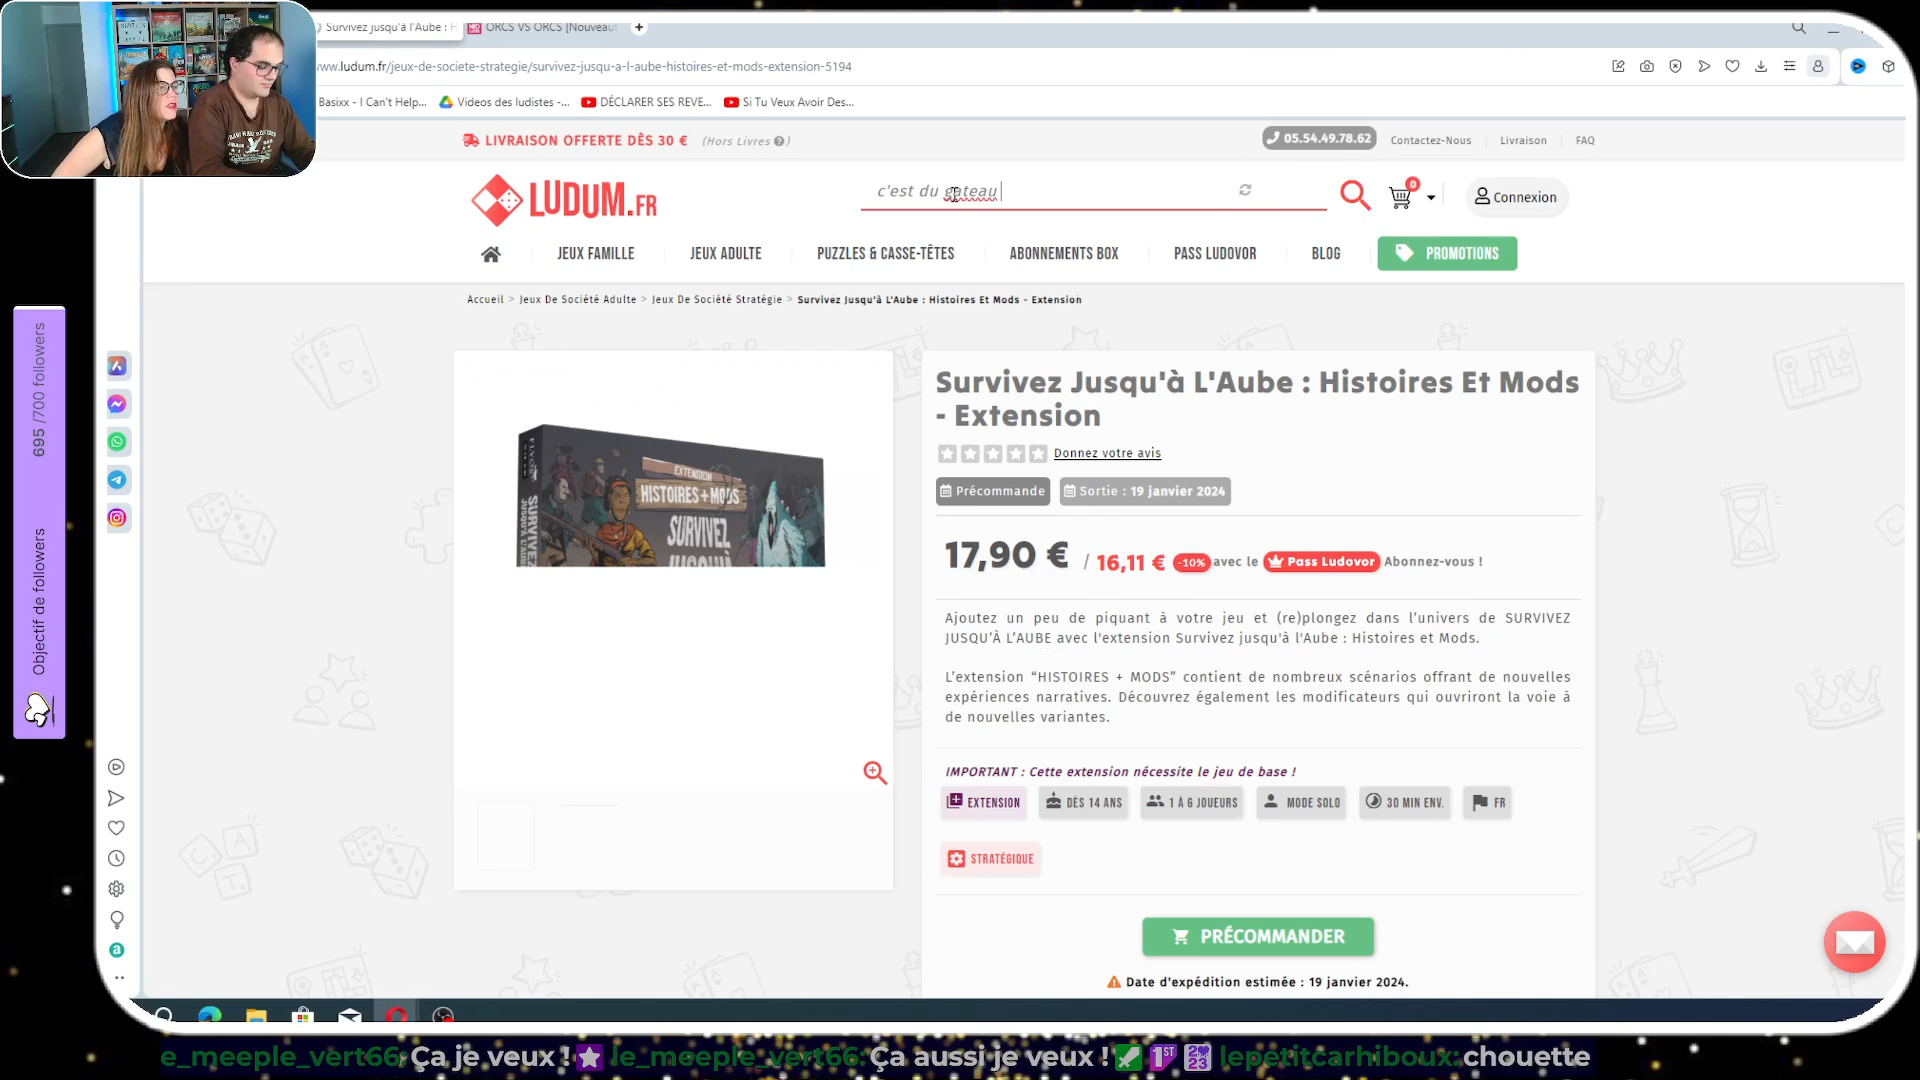 Survivez jusqu'à l'Aube : H
ORCS VS ORCS [Nouveau
www.ludum.fr/jeux-de-societe-strategie/survivez-jusqu-a-l-aube-histoires-et-mods-extension-5194
Basixx - I Can't Help...
Videos des ludistes -...
DÉCLARER SES REVE...
Si Tu Veux Avoir Des...
LIVRAISON OFFERTE DÈS 30 € (Hors Livres)
05.54.49.78.62
Contactez-Nous
Livraison
FAQ
LUDUM.FR
c'est du gateau
0
Connexion
JEUX FAMILLE
JEUX ADULTE
PUZZLES & CASSE-TÊTES
ABONNEMENTS BOX
PASS LUDOVOR
BLOG
PROMOTIONS
Accueil > Jeux De Société Adulte > Jeux De Société Stratégie > Survivez Jusqu'à L'Aube : Histoires Et Mods - Extension
EXTENSION
HISTOIRES + MODS
SURVIVEZ
JUSQU'À
Survivez Jusqu'à L'Aube : Histoires Et Mods
- Extension
Donnez votre avis
Précommande
Sortie : 19 janvier 2024
17,90 € / 16,11 € -10% avec le Pass Ludovor Abonnez-vous !
Ajoutez un peu de piquant à votre jeu et (re)plongez dans l'univers de SURVIVEZ
JUSQU'À L'AUBE avec l'extension Survivez jusqu'à l'Aube : Histoires et Mods.
L'extension “HISTOIRES + MODS” contient de nombreux scénarios offrant de nouvelles
expériences narratives. Découvrez également les modificateurs qui ouvriront la voie à
de nouvelles variantes.
IMPORTANT : Cette extension nécessite le jeu de base !
EXTENSION
DÈS 14 ANS
1 À 6 JOUEURS
MODE SOLO
30 MIN ENV.
FR
STRATÉGIQUE
PRÉCOMMANDER
Date d'expédition estimée : 19 janvier 2024.
Objectif de followers
695 /700 followers
e_meeple_vert66: Ça je veux ! le_meeple_vert66: Ça aussi je veux ! 1ST 2023 lepetitcarhiboux: chouette